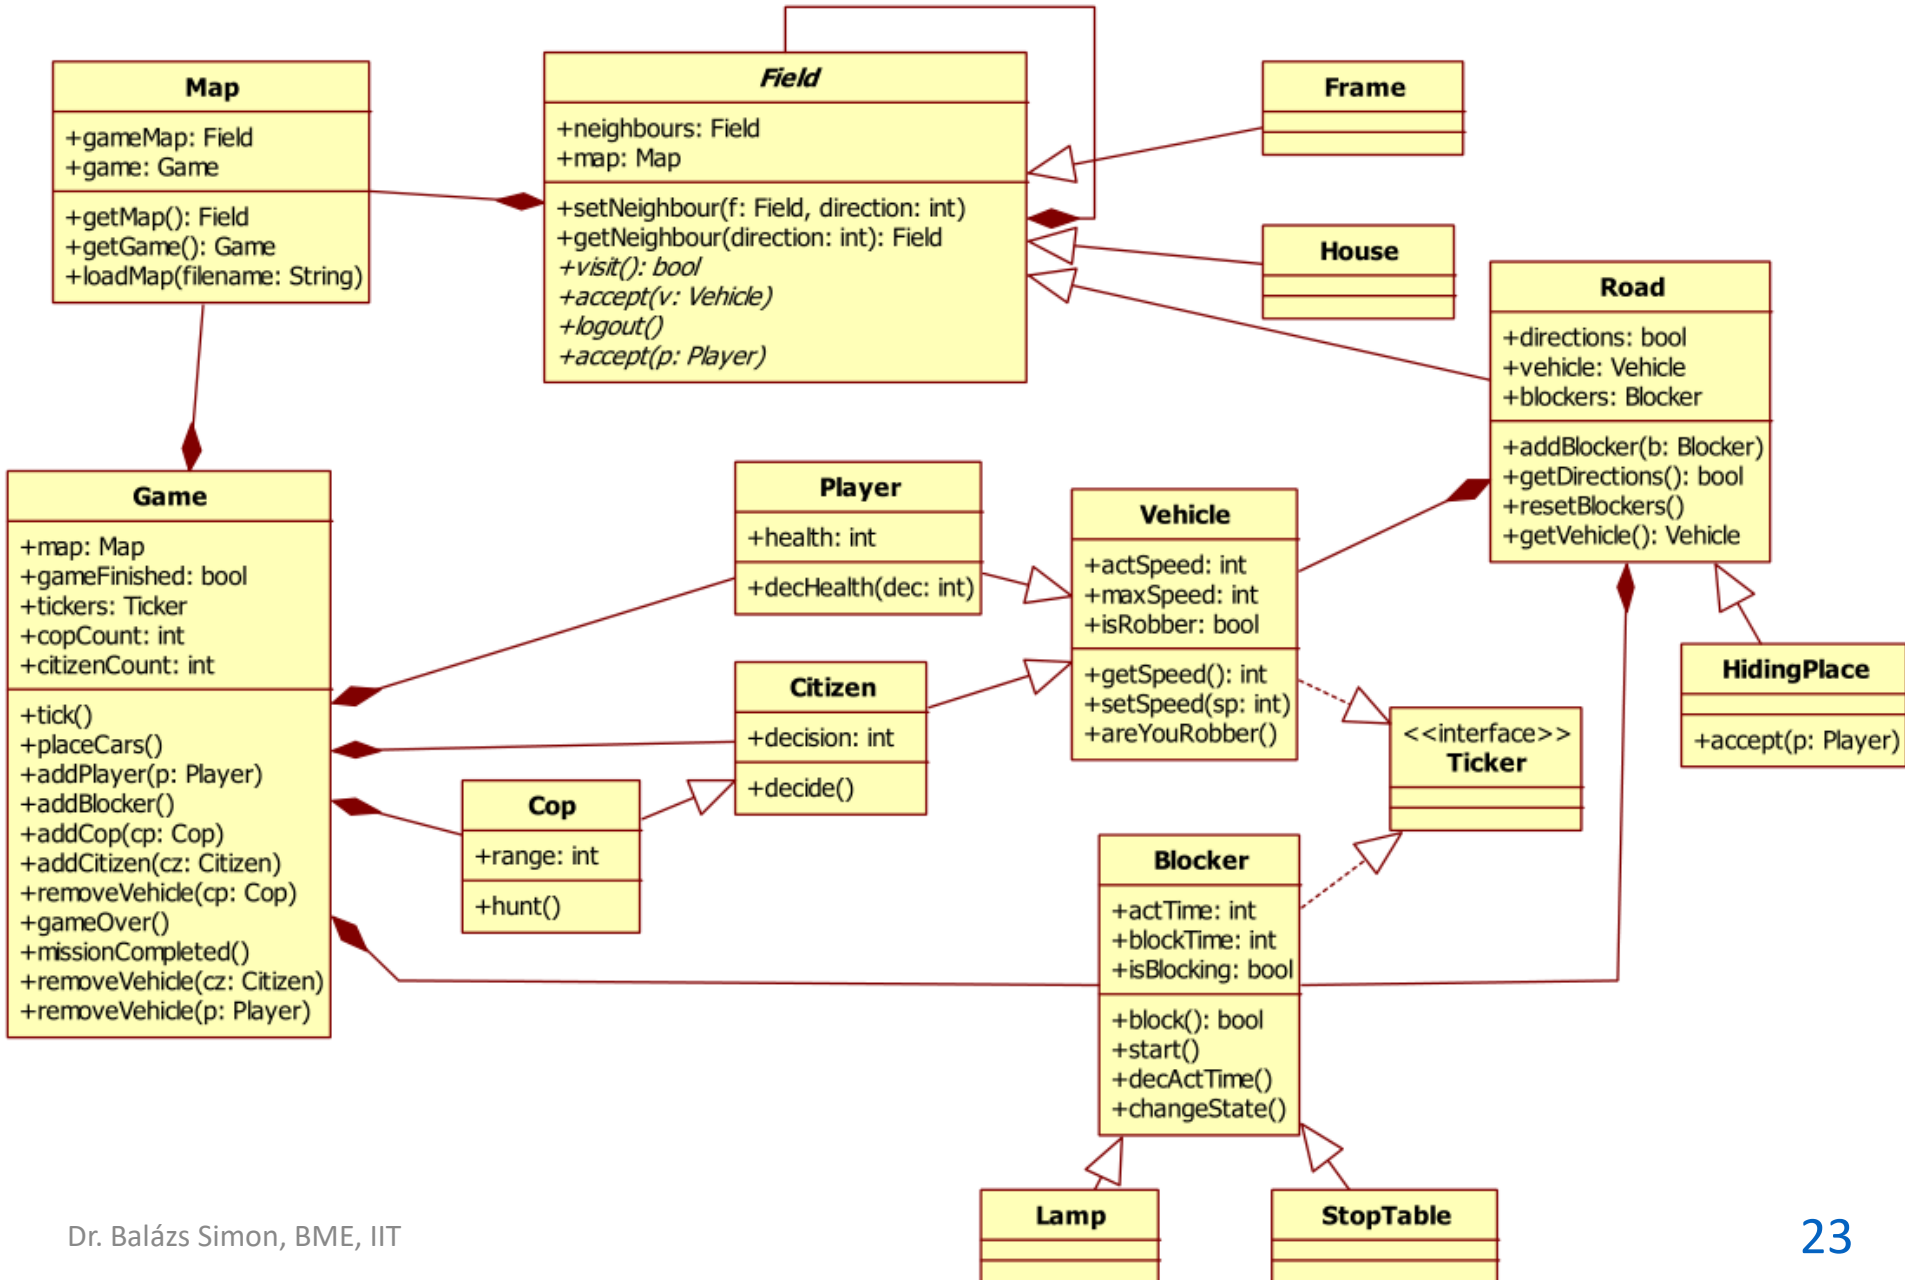 Map
+gameMap: Field
+game: Game
+getMap(): Field
+getGame(): Game
+loadMap(filename: String)
Field
+neighbours: Field
+map: Map
+setNeighbour(f: Field, direction: int)
+getNeighbour(direction: int): Field
+visit(): bool
+accept(v: Vehicle)
+logout()
+accept(p: Player)
Frame
House
Road
+directions: bool
+vehicle: Vehicle
+blockers: Blocker
+addBlocker(b: Blocker)
+getDirections(): bool
+resetBlockers()
+getVehicle(): Vehicle
Game
+map: Map
+gameFinished: bool
+tickers: Ticker
+copCount: int
+citizenCount: int
+tick()
+placeCars()
+addPlayer(p: Player)
+addBlocker()
+addCop(cp: Cop)
+addCitizen(cz: Citizen)
+removeVehicle(cp: Cop)
+gameOver()
+missionCompleted()
+removeVehicle(cz: Citizen)
+removeVehicle(p: Player)
Player
+health: int
+decHealth(dec: int)
Vehicle
+actSpeed: int
+maxSpeed: int
+isRobber: bool
+getSpeed(): int
+setSpeed(sp: int)
+areYouRobber()
Citizen
+decision: int
+decide()
Cop
+range: int
+hunt()
HidingPlace
+accept(p: Player)
<<interface>>
Ticker
Blocker
+actTime: int
+blockTime: int
+isBlocking: bool
+block(): bool
+start()
+decActTime()
+changeState()
Lamp
StopTable
Dr. Balázs Simon, BME, IIT
23